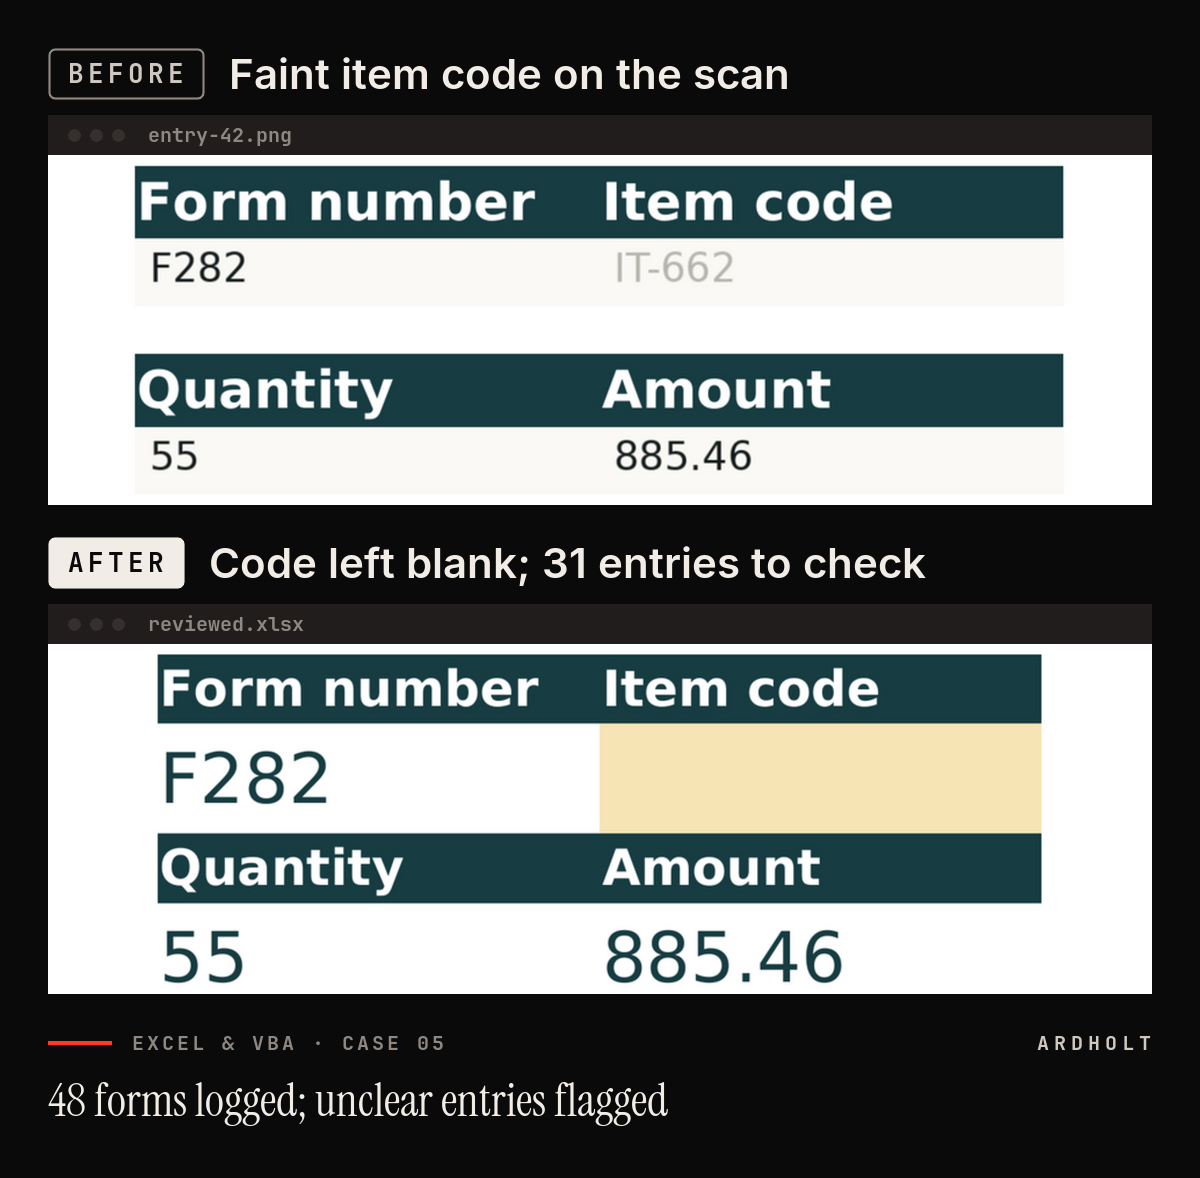 BEFORE Faint item code on the scan
entry-42.png
Form number Item code
F282 IT-662
Quantity Amount
55 885.46
AFTER Code left blank; 31 entries to check
reviewed.xlsx
Form number Item code
F282
Quantity Amount
55 885.46
EXCEL & VBA · CASE 05 ARDHOLT
48 forms logged; unclear entries flagged